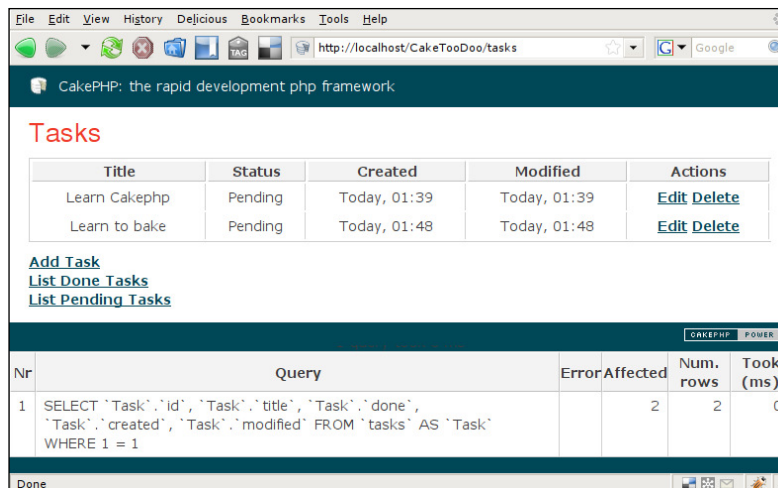 File Edit View History Delicious Bookmarks Tools Help
TAG http://localhost/CakeTooDoo/tasks G Google
CakePHP: the rapid development php framework
Tasks
Title Status Created Modified Actions
Learn Cakephp Pending Today, 01:39 Today, 01:39 Edit Delete
Learn to bake Pending Today, 01:48 Today, 01:48 Edit Delete
Add Task
List Done Tasks
List Pending Tasks
CAKEPHP POWER
Nr Query Error Affected Num. rows Took (ms)
1 SELECT `Task`.`id`, `Task`.`title`, `Task`.`done`, 2 2 0
`Task`.`created`, `Task`.`modified` FROM `tasks` AS `Task`
WHERE 1 = 1
Done